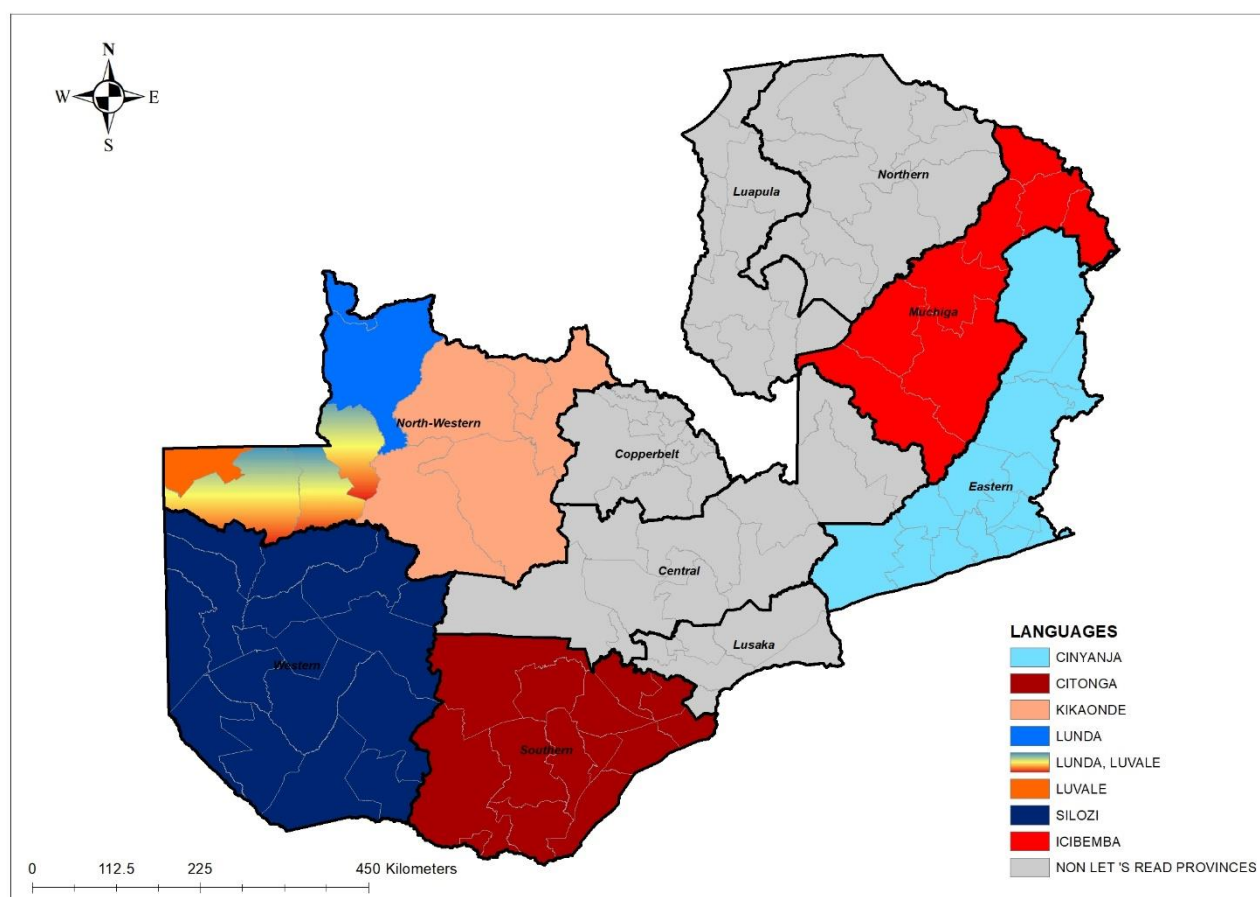 N
W E
S
Northern
Luapula
Muchiga
North-Western
Copperbelt
Eastern
Central
Lusaka
Western
Southern
LANGUAGES
CINYANJA
CITONGA
KIKAONDE
LUNDA
LUNDA, LUVALE
LUVALE
SILOZI
ICIBEMBA
NON LET 'S READ PROVINCES
0 112.5 225 450 Kilometers